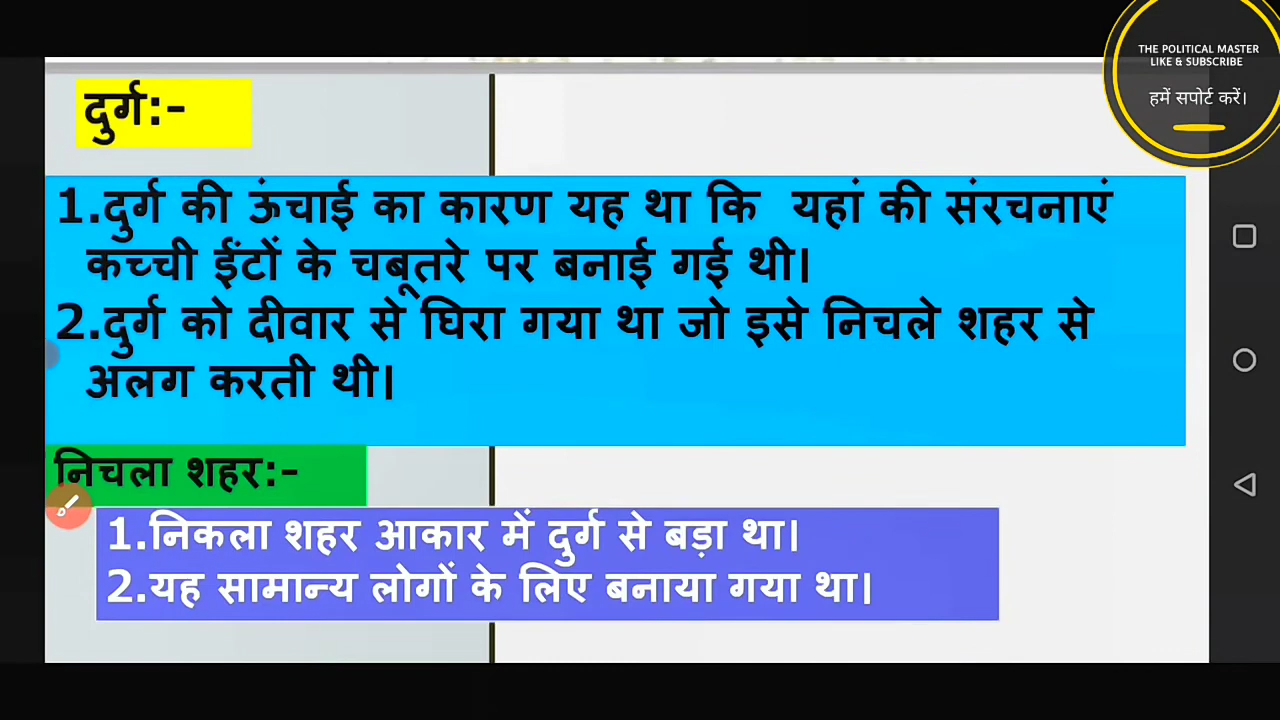 THE POLITICAL MASTER
LIKE & SUBSCRIBE
हमें सपोर्ट करें।
दुर्ग:-
1.दुर्ग की ऊंचाई का कारण यह था कि यहां की संरचनाएं
कच्ची ईंटों के चबूतरे पर बनाई गई थी।
2.दुर्ग को दीवार से घिरा गया था जो इसे निचले शहर से
अलग करती थी।
निचला शहर:-
1.निकला शहर आकार में दुर्ग से बड़ा था।
2.यह सामान्य लोगों के लिए बनाया गया था।